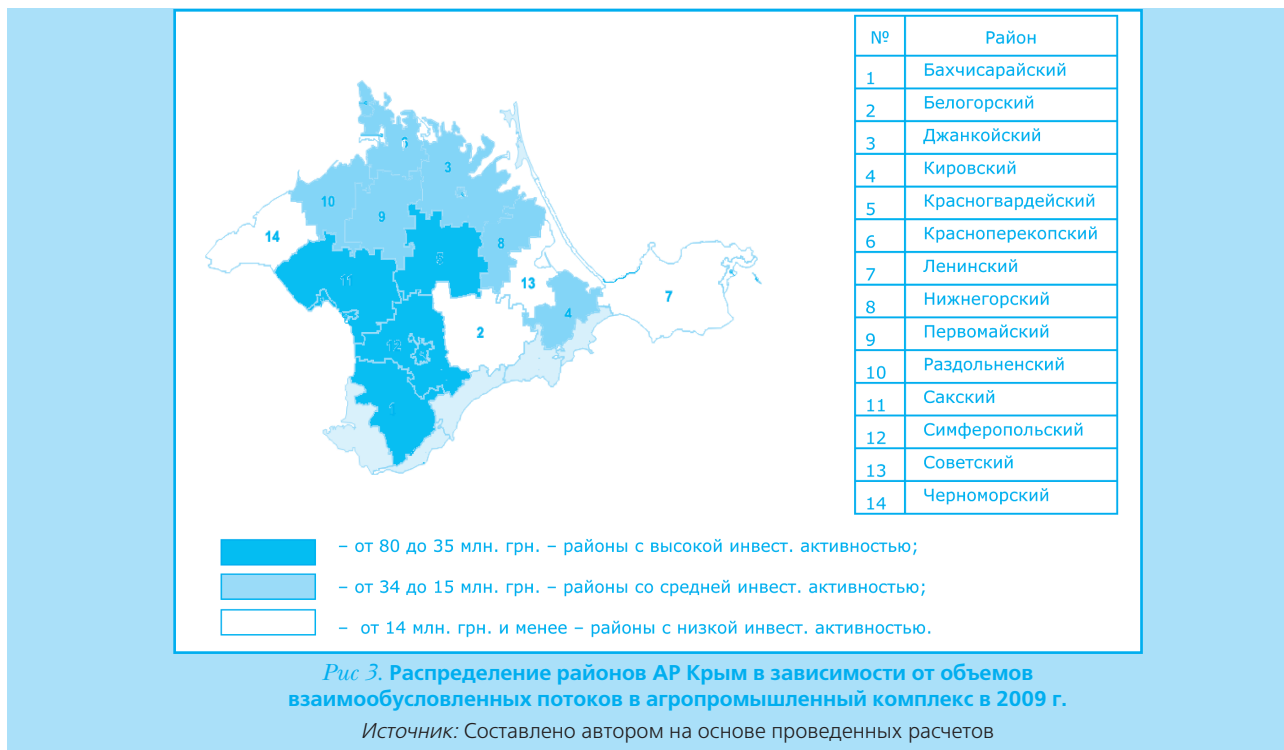 № Район
1 Бахчисарайский
2 Белогорский
3 Джанкойский
4 Кировский
5 Красногвардейский
6 Красноперекопский
7 Ленинский
8 Нижнегорский
9 Первомайский
10 Раздольненский
11 Сакский
12 Симферопольский
13 Советский
14 Черноморский
3
10
9
14
8
11
13
7
4
2
12
– от 80 до 35 млн. грн. – районы с высокой инвест. активностью;
– от 34 до 15 млн. грн. – районы со средней инвест. активностью;
– от 14 млн. грн. и менее – районы с низкой инвест. активностью.
Рис 3. Распределение районов АР Крым в зависимости от объемов
взаимообусловленных потоков в агропромышленный комплекс в 2009 г.
Источник: Составлено автором на основе проведенных расчетов